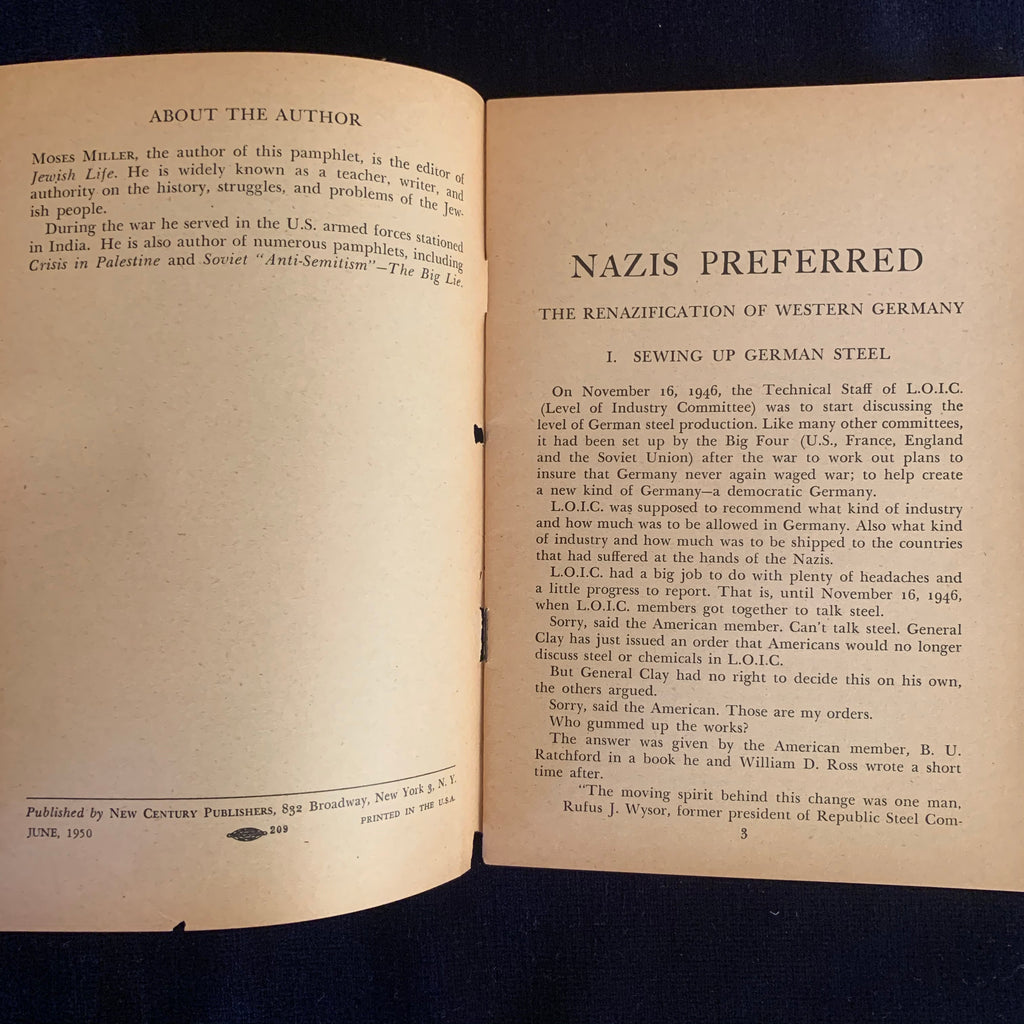 ABOUT THE AUTHOR
MOSES MILLER, the author of this pamphlet, is the editor of
Jewish Life. He is widely known as a teacher, writer, and
authority on the history, struggles, and problems of the Jew-
ish people.
During the war he served in the U.S. armed forces stationed
in India. He is also author of numerous pamphlets, including
Crisis in Palestine and Soviet "Anti-Semitism"—The Big Lie.
Published by NEW CENTURY PUBLISHERS, 832 Broadway, New York 3, N. Y.
JUNE, 1950
209
PRINTED IN THE U.S.A.
NAZIS PREFERRED
THE RENAZIFICATION OF WESTERN GERMANY
I. SEWING UP GERMAN STEEL
On November 16, 1946, the Technical Staff of L.O.I.C.
(Level of Industry Committee) was to start discussing the
level of German steel production. Like many other committees,
it had been set up by the Big Four (U.S., France, England
and the Soviet Union) after the war to work out plans to
insure that Germany never again waged war; to help create
a new kind of Germany—a democratic Germany.
L.O.I.C. was supposed to recommend what kind of industry
and how much was to be allowed in Germany. Also what kind
of industry and how much was to be shipped to the countries
that had suffered at the hands of the Nazis.
L.O.I.C. had a big job to do with plenty of headaches and
a little progress to report. That is, until November 16, 1946,
when L.O.I.C. members got together to talk steel.
Sorry, said the American member. Can't talk steel. General
Clay has just issued an order that Americans would no longer
discuss steel or chemicals in L.O.I.C.
But General Clay had no right to decide this on his own,
the others argued.
Sorry, said the American. Those are my orders.
Who gummed up the works?
The answer was given by the American member, B. U.
Ratchford in a book he and William D. Ross wrote a short
time after.
"The moving spirit behind this change was one man,
Rufus J. Wysor, former president of Republic Steel Com-
3